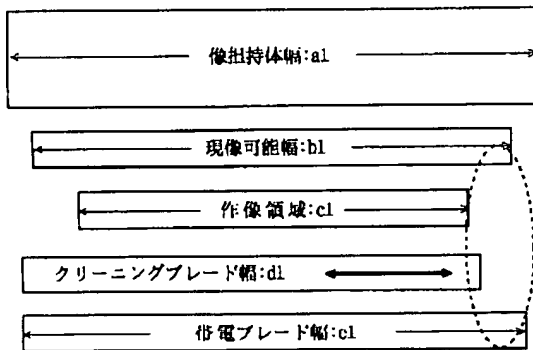 像担持体幅:a1
現像可能幅:b1
作像領域:c1
クリーニングブレード幅:d1
帯電ブレード幅:c1